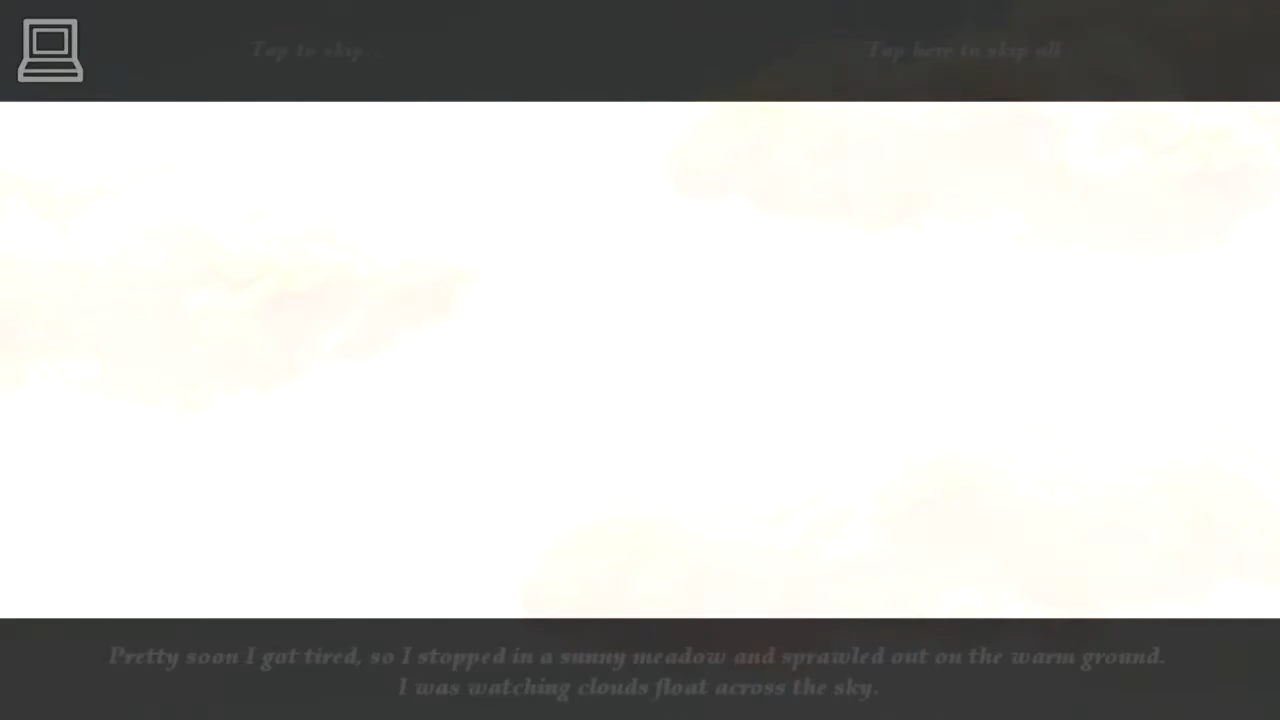 Tap to skip...
Tap here to skip all
Pretty soon I got tired, so I stopped in a sunny meadow and sprawled out on the warm ground.
I was watching clouds float across the sky.